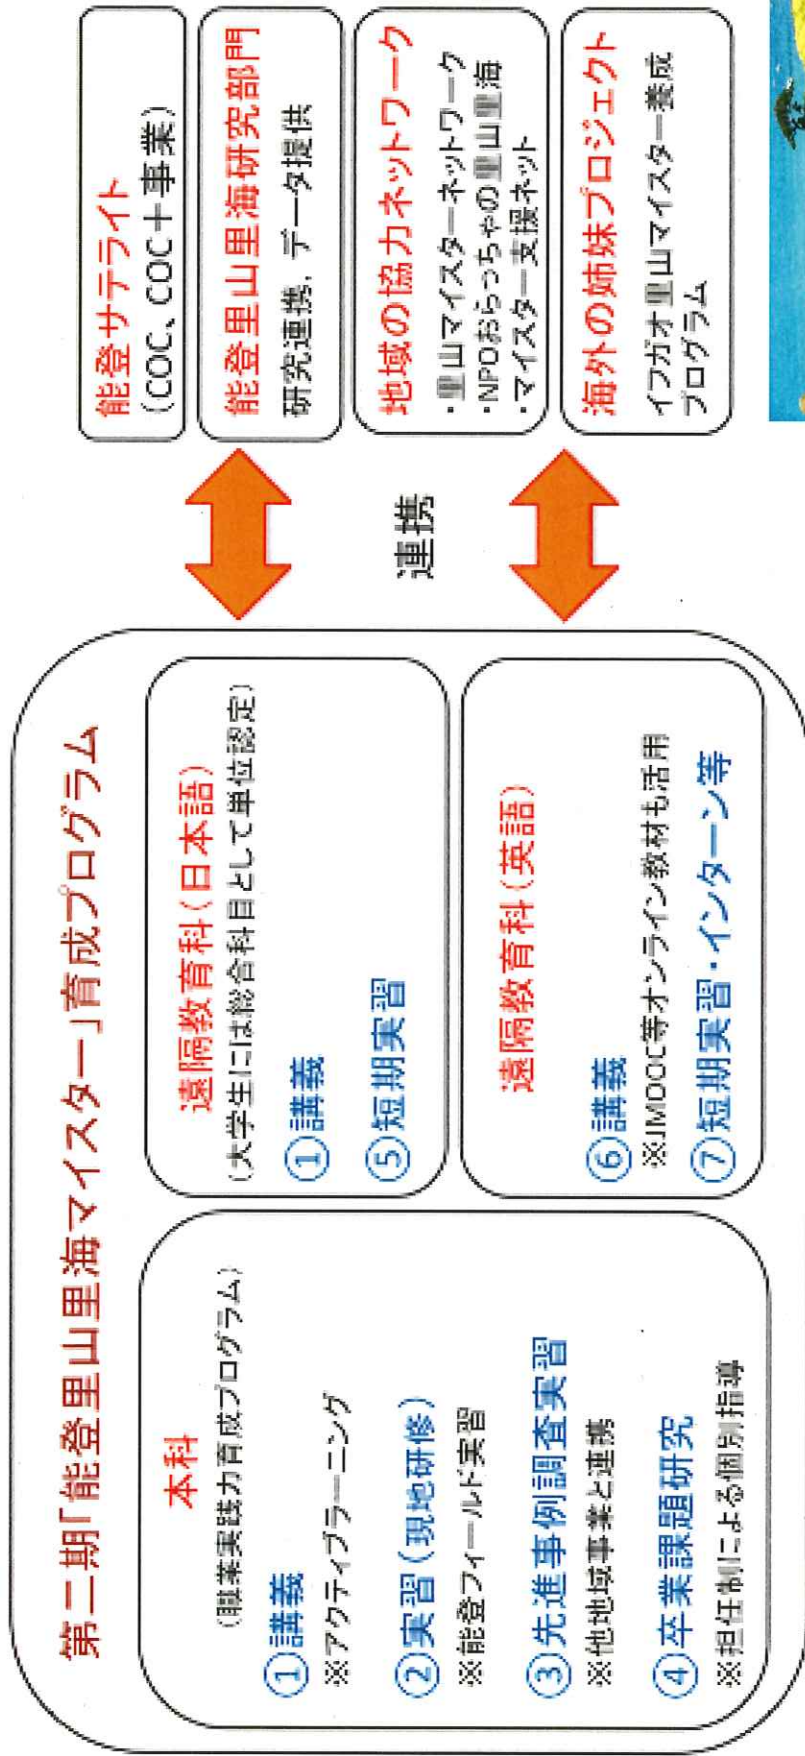 第二期「能登里山里海マイスター」育成プログラム
本科
(職業実践力育成プログラム)
①講義
※アクティブラーニング
②実習(現地研修)
※能登フィールド実習
③先進事例調査実習
※他地域事業と連携
④卒業課題研究
※担任制による個別指導
遠隔教育科(日本語)
(大学生には総合科目として単位認定)
①講義
⑤短期実習
遠隔教育科(英語)
⑥講義
※JMOOC等オンライン教材も活用
⑦短期実習・インターン等
連携
能登サテライト
(COC、COC+事業)
能登里山里海研究部門
研究連携、データ提供
地域の協力ネットワーク
・里山マイスターネットワーク
・NPOおらっちゃの里山里海
・マイスター支援ネット
海外の姉妹プロジェクト
イフガオ里山マイスター養成
プログラム